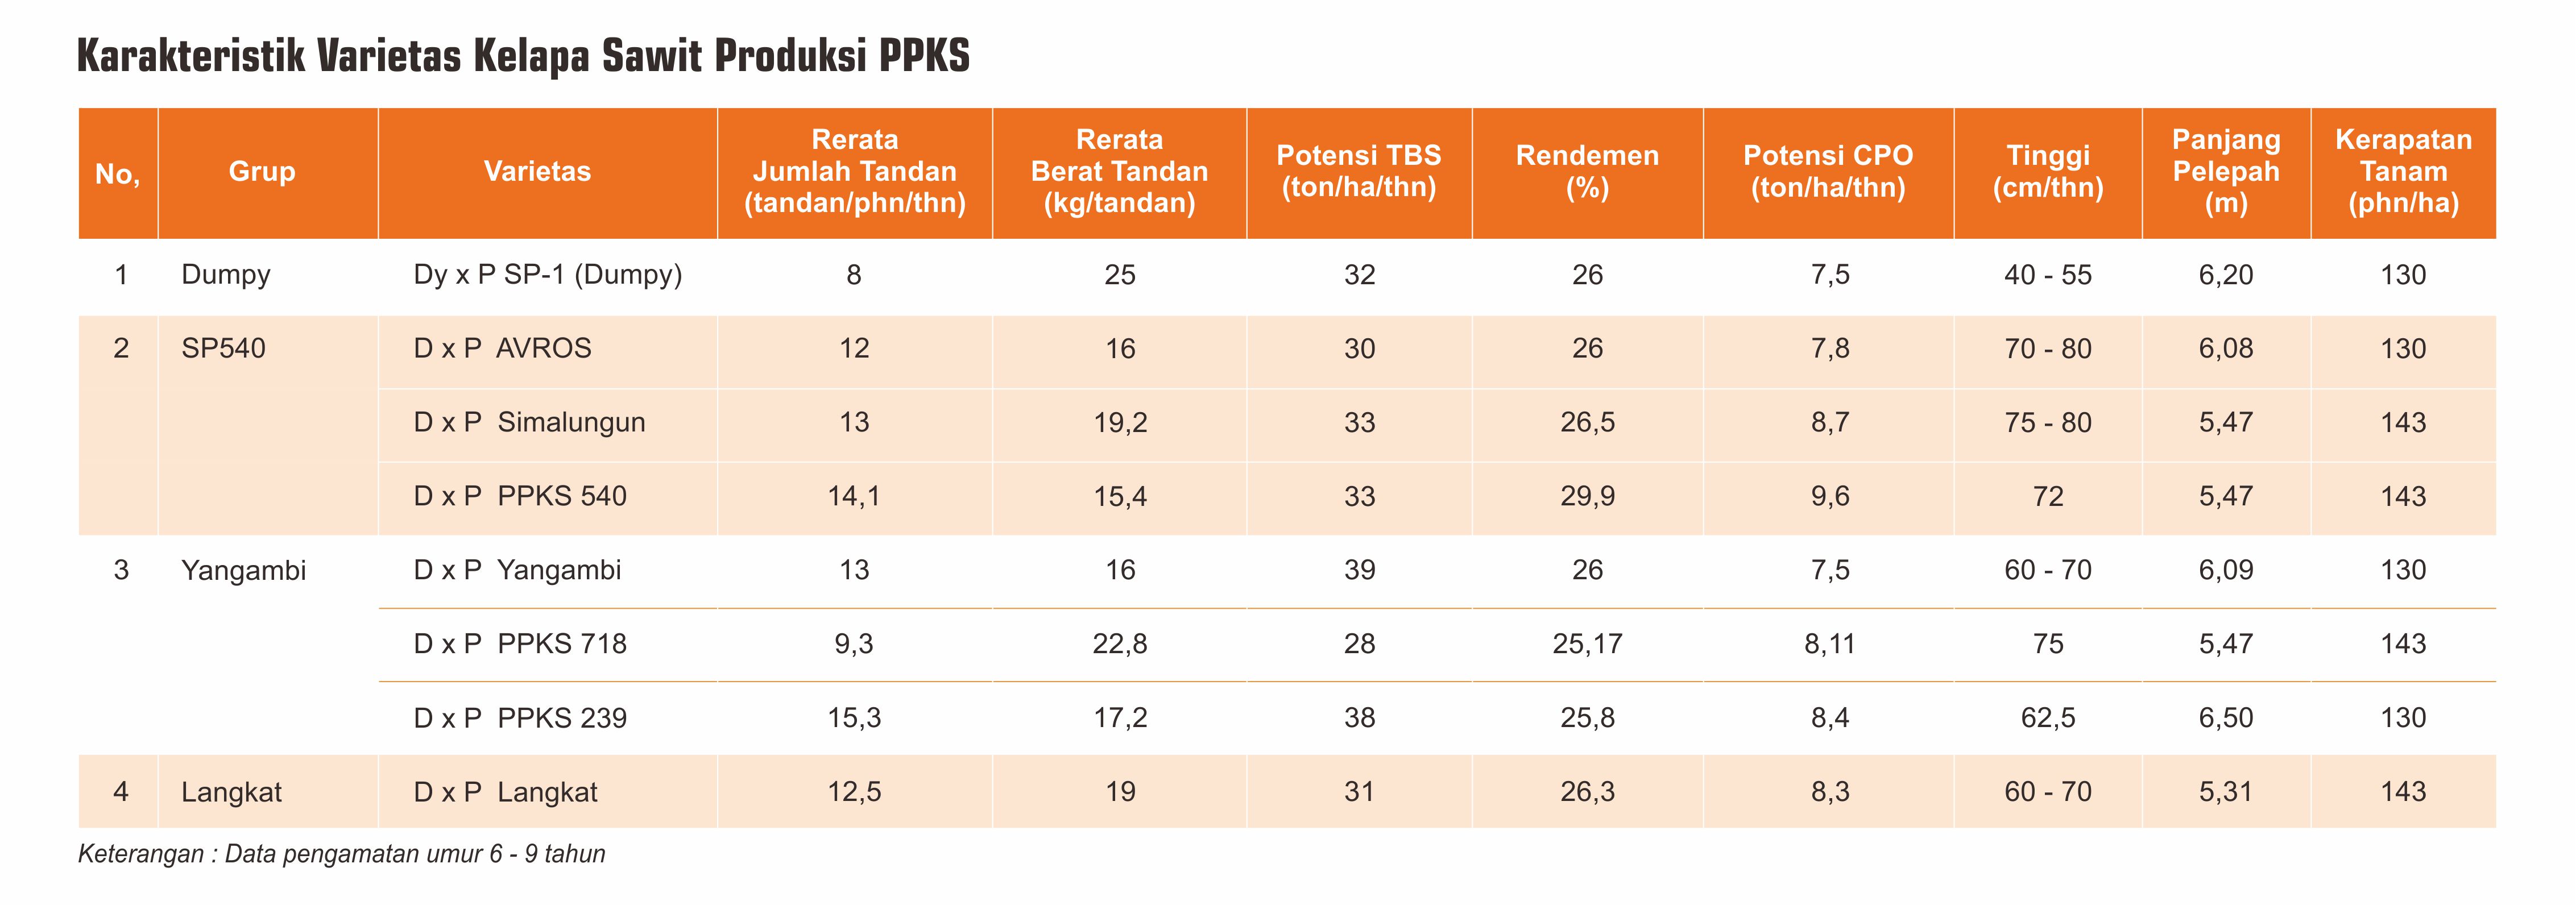 Karakteristik Varietas Kelapa Sawit Produksi PPKS
No, Grup Varietas Rerata Jumlah Tandan (tandan/phn/thn) Rerata Berat Tandan (kg/tandan) Potensi TBS (ton/ha/thn) Rendemen (%) Potensi CPO (ton/ha/thn) Tinggi (cm/thn) Panjang Pelepah (m) Kerapatan Tanam (phn/ha)
1 Dumpy Dy x P SP-1 (Dumpy) 8 25 32 26 7,5 40 - 55 6,20 130
2 SP540 D x P AVROS 12 16 30 26 7,8 70 - 80 6,08 130
D x P Simalungun 13 19,2 33 26,5 8,7 75 - 80 5,47 143
D x P PPKS 540 14,1 15,4 33 29,9 9,6 72 5,47 143
3 Yangambi D x P Yangambi 13 16 39 26 7,5 60 - 70 6,09 130
D x P PPKS 718 9,3 22,8 28 25,17 8,11 75 5,47 143
D x P PPKS 239 15,3 17,2 38 25,8 8,4 62,5 6,50 130
4 Langkat D x P Langkat 12,5 19 31 26,3 8,3 60 - 70 5,31 143
Keterangan : Data pengamatan umur 6 - 9 tahun